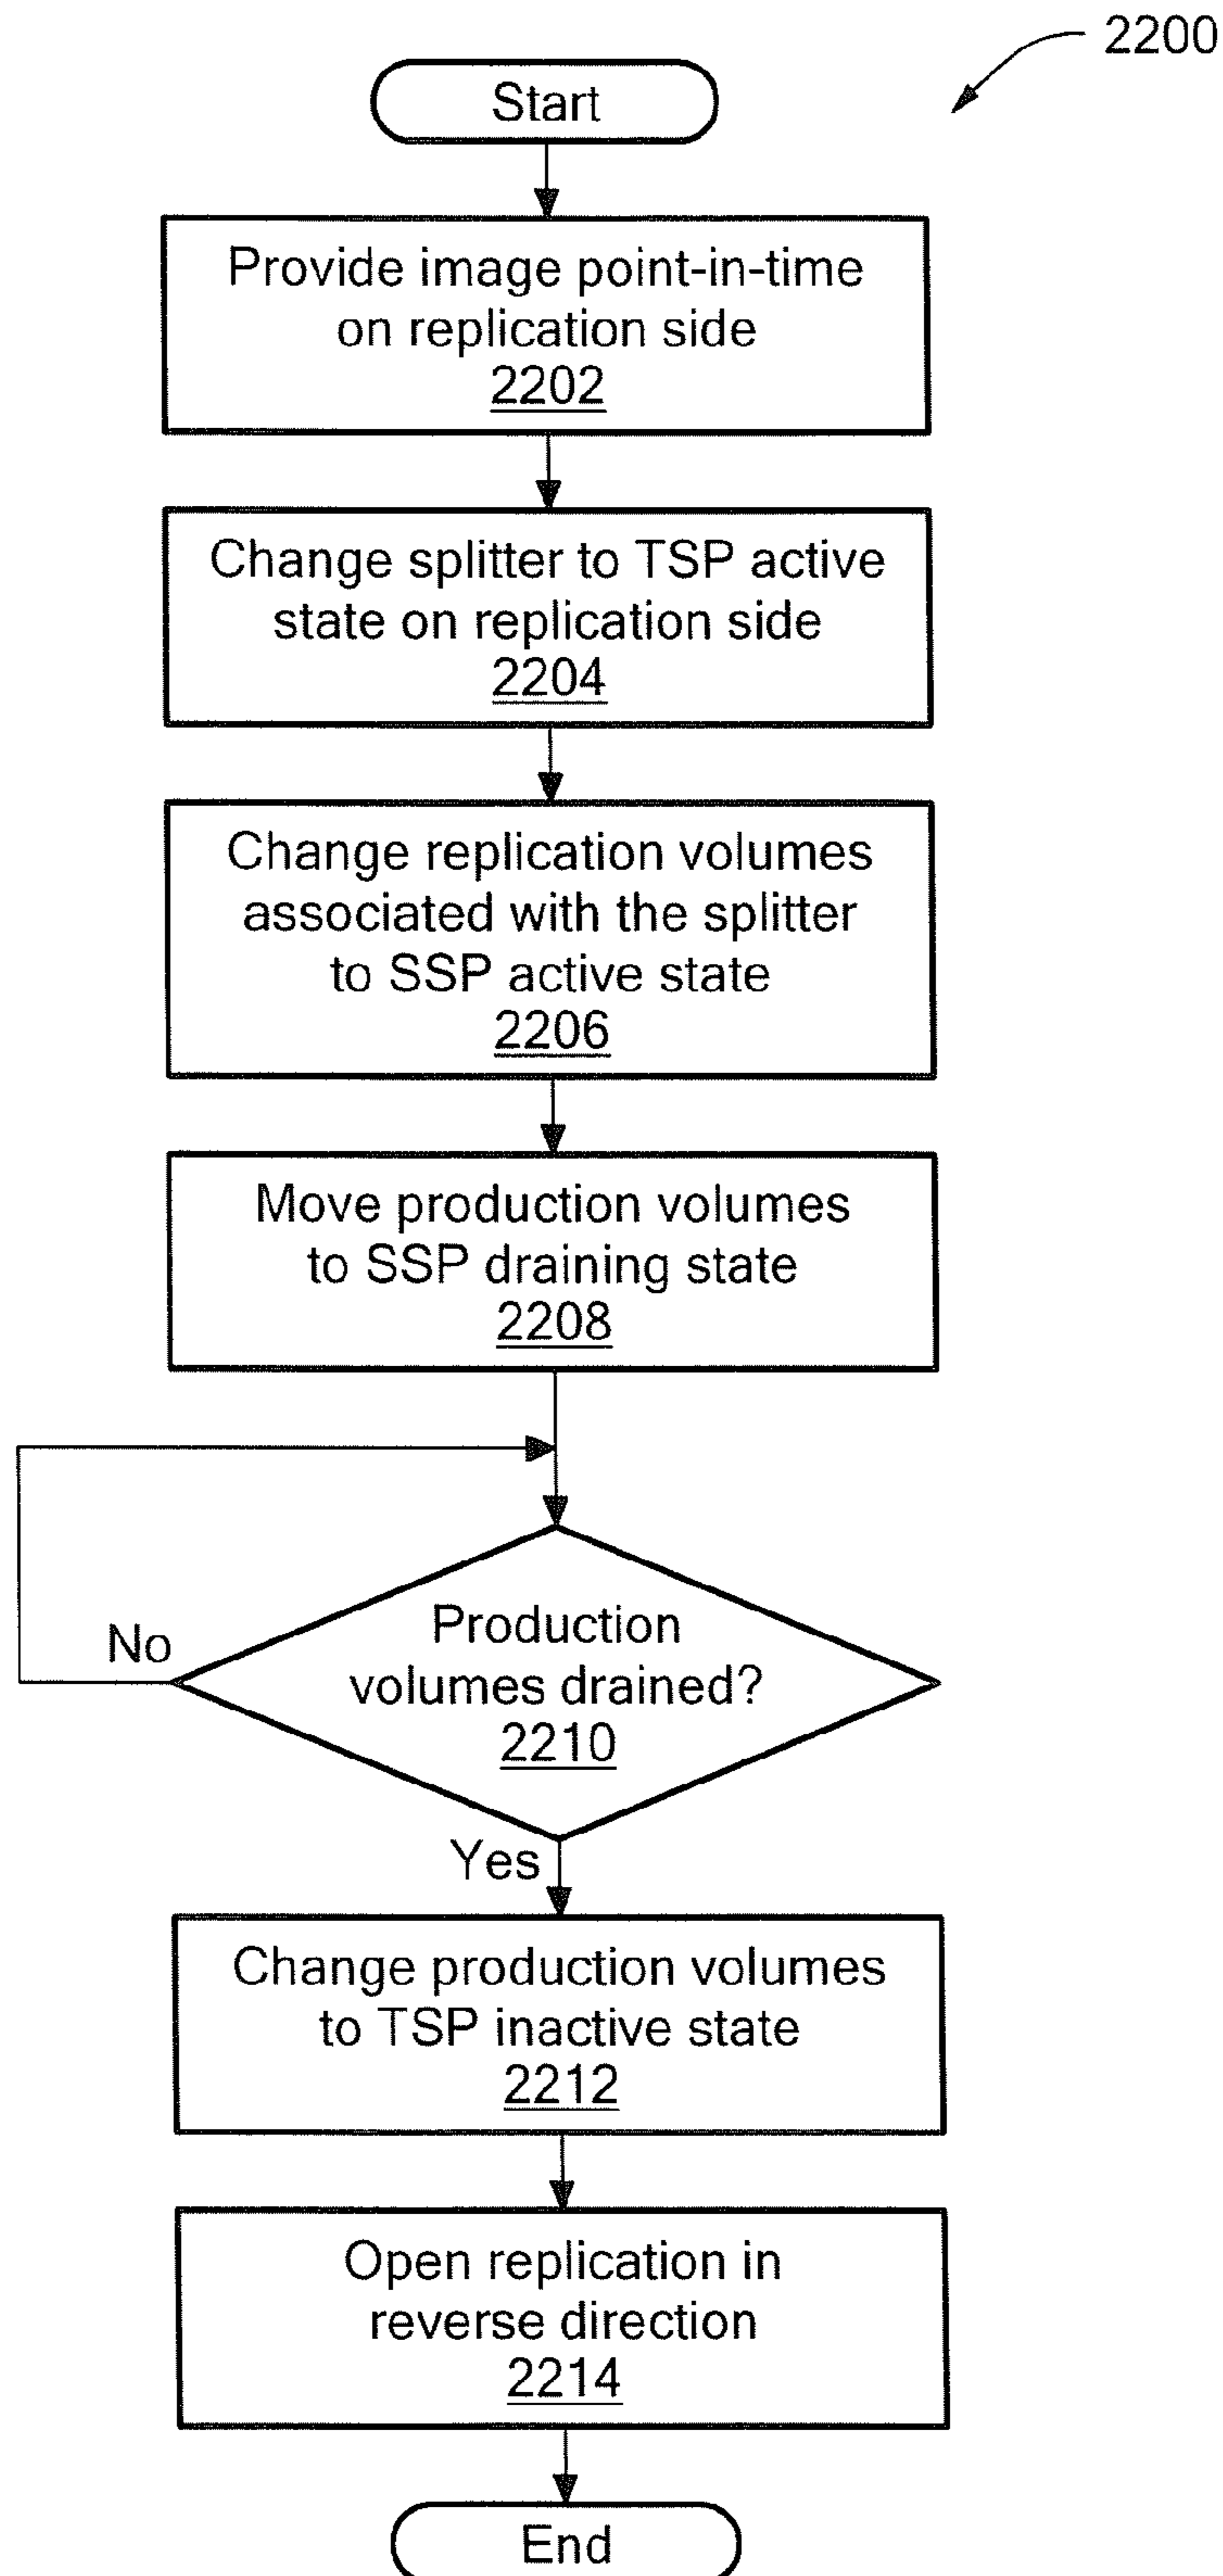 2200
Start
Provide image point-in-time
on replication side
2202
Change splitter to TSP active
state on replication side
2204
Change replication volumes
associated with the splitter
to SSP active state
2206
Move production volumes
to SSP draining state
2208
No
Production
volumes drained?
2210
Yes
Change production volumes
to TSP inactive state
2212
Open replication in
reverse direction
2214
End